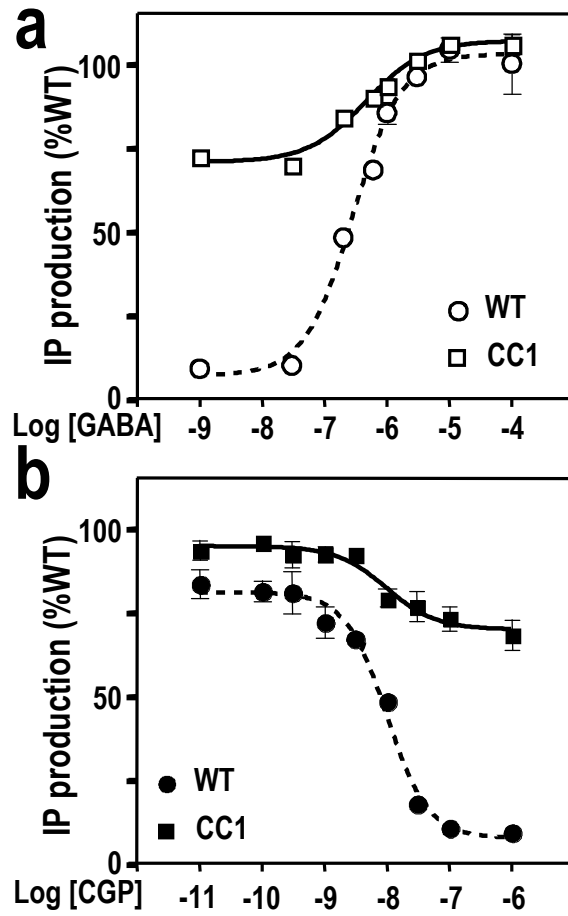 a
IP production (%WT)
100
50
0
WT
CC1
Log [GABA] -9 -8 -7 -6 -5 -4
b
IP production (%WT)
100
50
0
WT
CC1
Log [CGP] -11 -10 -9 -8 -7 -6